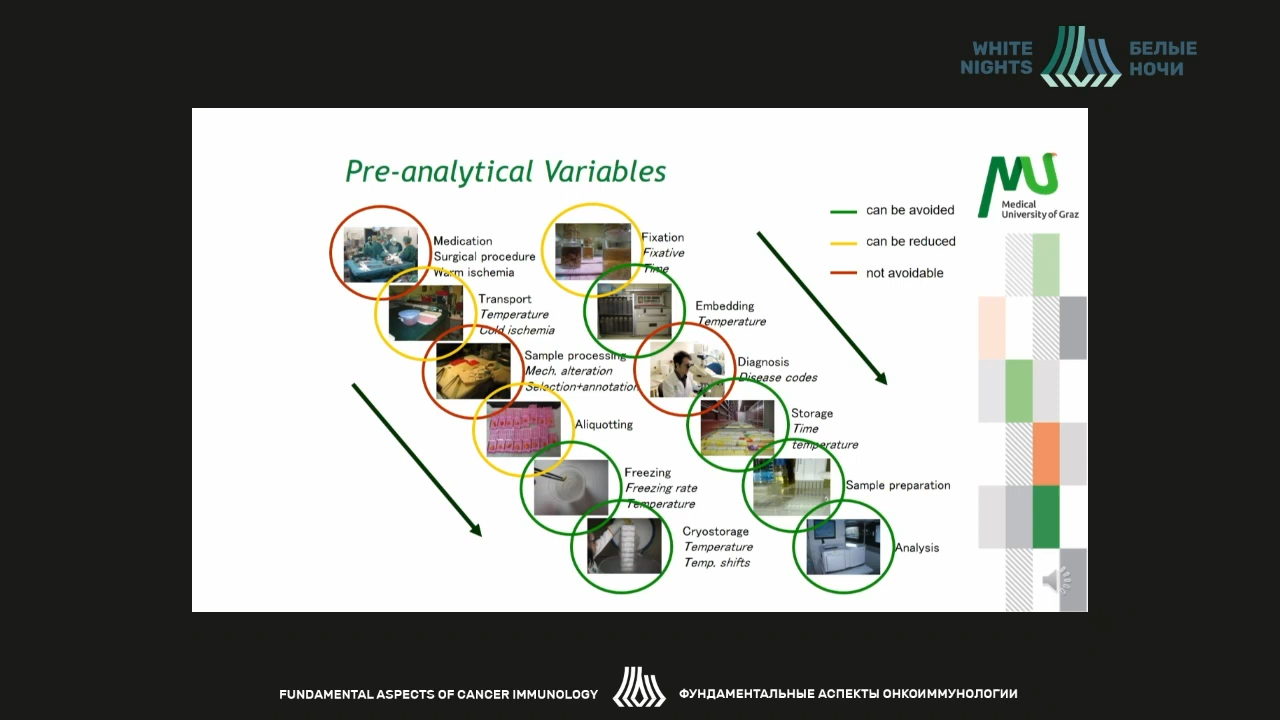 WHITE
NIGHTS
БЕЛЫЕ
НОЧИ
Pre-analytical Variables
Medical
University of Graz
can be avoided
can be reduced
not avoidable
Medication
Surgical procedure
Warm ischemia
Transport
Temperature
Cold ischemia
Sample processing
Mech. alteration
Selection+annotation
Aliquotting
Freezing
Freezing rate
Temperature
Cryostorage
Temperature
Temp. shifts
Fixation
Fixative
Time
Embedding
Temperature
Diagnosis
Disease codes
Storage
Time
temperature
Sample preparation
Analysis
FUNDAMENTAL ASPECTS OF CANCER IMMUNOLOGY
ФУНДАМЕНТАЛЬНЫЕ АСПЕКТЫ ОНКОИММУНОЛОГИИ